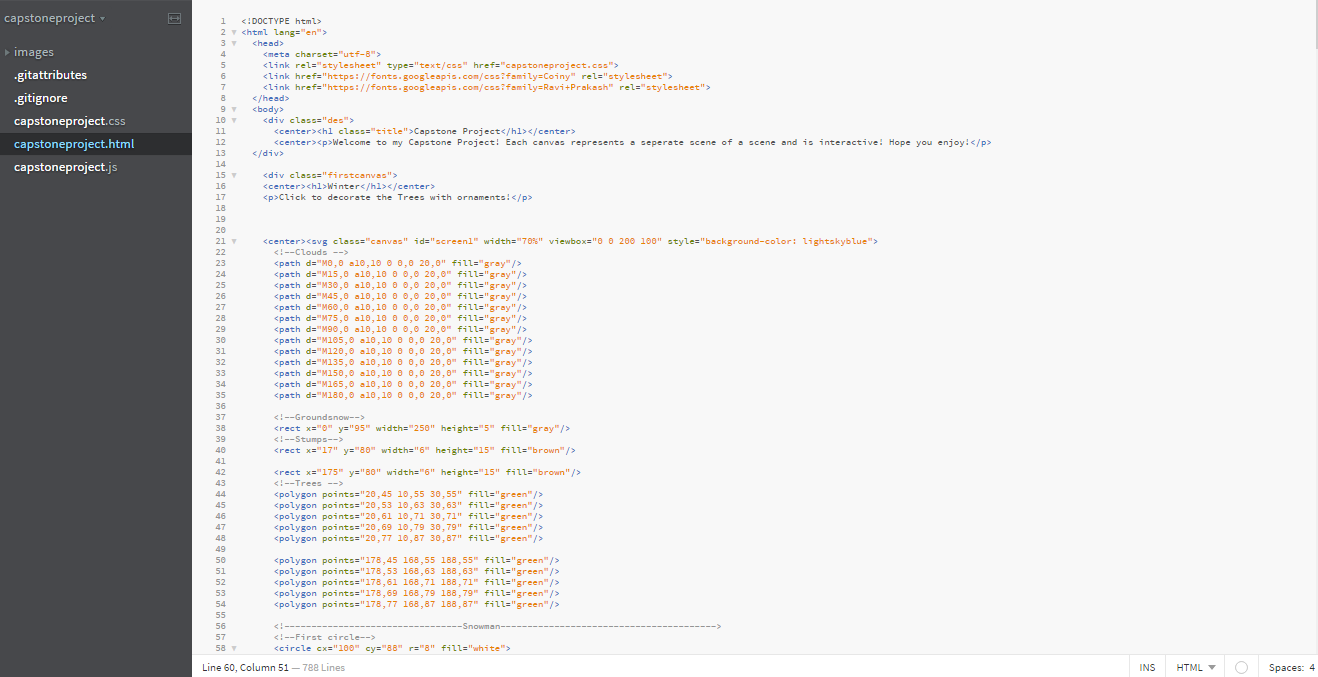 capstoneproject
images
.gitattributes
.gitignore
capstoneproject.css
capstoneproject.html
capstoneproject.js
1 <!DOCTYPE html>
2 <html lang="en">
3 <head>
4 <meta charset="utf-8">
5 <link rel="stylesheet" type="text/css" href="capstoneproject.css">
6 <link href="https://fonts.googleapis.com/css?family=Coiny" rel="stylesheet">
7 <link href="https://fonts.googleapis.com/css?family=Ravi+Prakash" rel="stylesheet">
8 </head>
9 <body>
10 <div class="des">
11 <center><h1 class="title">Capstone Project</h1></center>
12 <center><p>Welcome to my Capstone Project! Each canvas represents a seperate scene of a scene and is interactive! Hope you enjoy!</p>
13 </div>
14
15 <div class="firstcanvas">
16 <center><h1>Winter</h1></center>
17 <p>Click to decorate the Trees with ornaments!</p>
18
19
20
21 <center><svg class="canvas" id="screen1" width="70%" viewbox="0 0 200 100" style="background-color: lightskyblue">
22 <!--Clouds -->
23 <path d="M0,0 a10,10 0 0,0 20,0" fill="gray"/>
24 <path d="M15,0 a10,10 0 0,0 20,0" fill="gray"/>
25 <path d="M30,0 a10,10 0 0,0 20,0" fill="gray"/>
26 <path d="M45,0 a10,10 0 0,0 20,0" fill="gray"/>
27 <path d="M60,0 a10,10 0 0,0 20,0" fill="gray"/>
28 <path d="M75,0 a10,10 0 0,0 20,0" fill="gray"/>
29 <path d="M90,0 a10,10 0 0,0 20,0" fill="gray"/>
30 <path d="M105,0 a10,10 0 0,0 20,0" fill="gray"/>
31 <path d="M120,0 a10,10 0 0,0 20,0" fill="gray"/>
32 <path d="M135,0 a10,10 0 0,0 20,0" fill="gray"/>
33 <path d="M150,0 a10,10 0 0,0 20,0" fill="gray"/>
34 <path d="M165,0 a10,10 0 0,0 20,0" fill="gray"/>
35 <path d="M180,0 a10,10 0 0,0 20,0" fill="gray"/>
36
37 <!--Groundsnow-->
38 <rect x="0" y="95" width="250" height="5" fill="gray"/>
39 <!--Stumps-->
40 <rect x="17" y="80" width="6" height="15" fill="brown"/>
41
42 <rect x="175" y="80" width="6" height="15" fill="brown"/>
43 <!--Trees -->
44 <polygon points="20,45 10,55 30,55" fill="green"/>
45 <polygon points="20,53 10,63 30,63" fill="green"/>
46 <polygon points="20,61 10,71 30,71" fill="green"/>
47 <polygon points="20,69 10,79 30,79" fill="green"/>
48 <polygon points="20,77 10,87 30,87" fill="green"/>
49
50 <polygon points="178,45 168,55 188,55" fill="green"/>
51 <polygon points="178,53 168,63 188,63" fill="green"/>
52 <polygon points="178,61 168,71 188,71" fill="green"/>
53 <polygon points="178,69 168,79 188,79" fill="green"/>
54 <polygon points="178,77 168,87 188,87" fill="green"/>
55
56 <!---------------------------------Snowman---------------------------------------->
57 <!--First circle-->
58 <circle cx="100" cy="88" r="8" fill="white">
Line 60, Column 51 — 788 Lines
INS
HTML
Spaces: 4